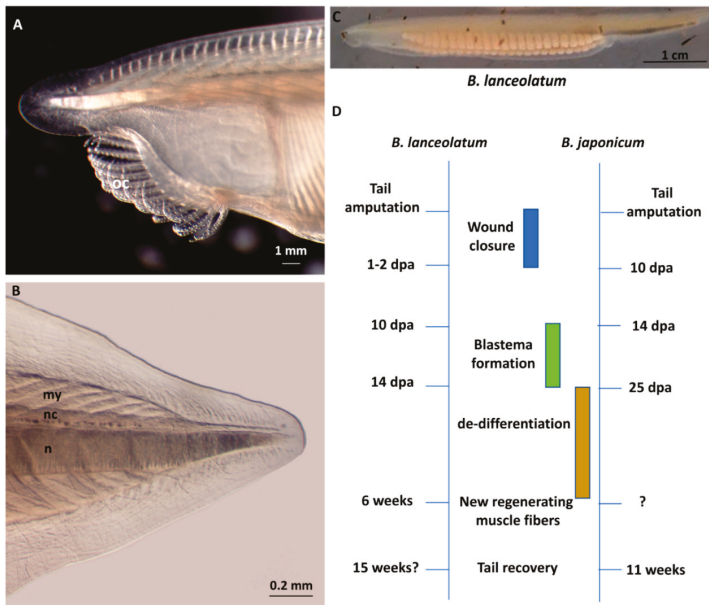 A
oc
1 mm
B
my
nc
n
0.2 mm
C
1 cm
B. lanceolatum
D
B. lanceolatum
B. japonicum
Tail
amputation
Tail
amputation
Wound
closure
1-2 dpa
10 dpa
10 dpa
14 dpa
Blastema
formation
14 dpa
25 dpa
de-differentiation
6 weeks
New regenerating
muscle fibers
?
15 weeks?
Tail recovery
11 weeks